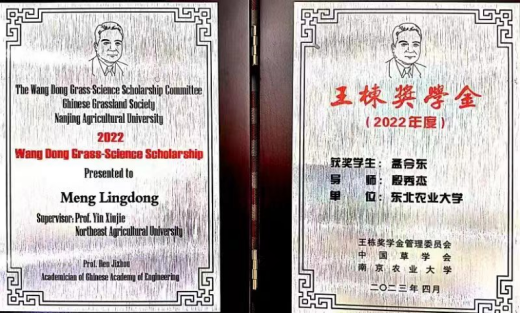 The Wang Dong Grass-Science Scholarship Committee
Chinese Grassland Society
Nanjing Agricultural University
2022
Wang Dong Grass-Science Scholarship
Presented to
Meng Lingdong
Supervisor: Prof. Yin Xiujie
Northeast Agricultural University
Prof. Ren Jizhou
Academician of Chinese Academy of Engineering
王栋奖學金
(2022年度)
获奖学生：孟令东
导 师：殷秀杰
单 位：东北农业大学
王栋奖学金管理委员会
中国草学会
南京农业大学
二〇二三年四月